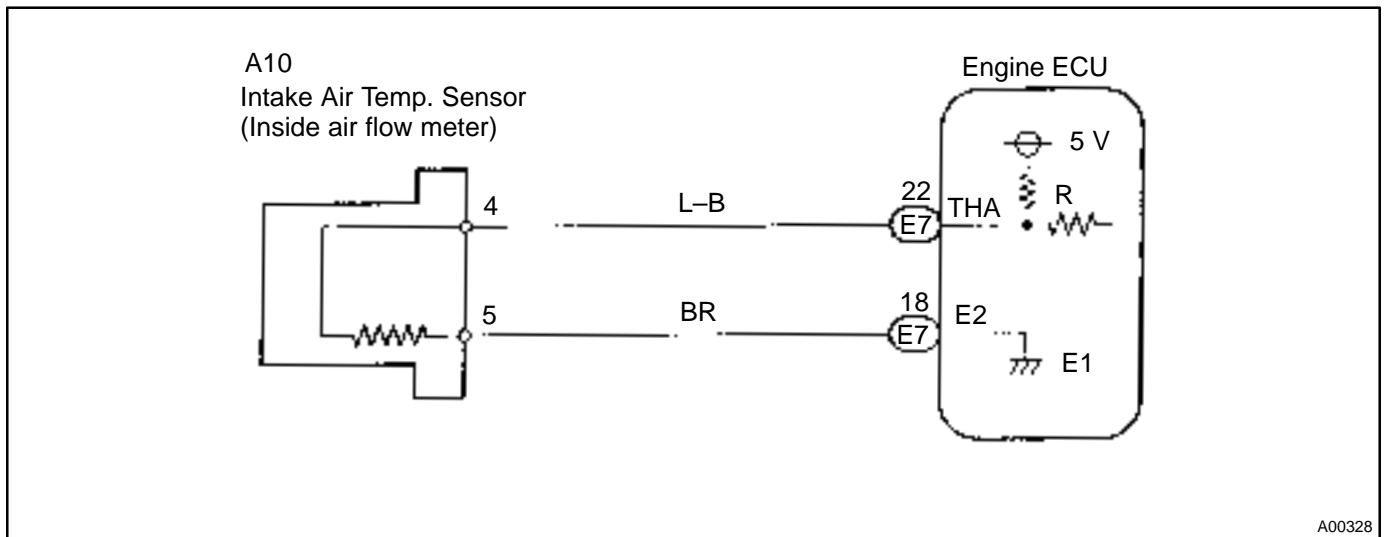 A10
Intake Air Temp. Sensor
(Inside air flow meter)
Engine ECU
5 V
4
L–B
22
E7
THA
R
5
BR
18
E7
E2
E1
A00328